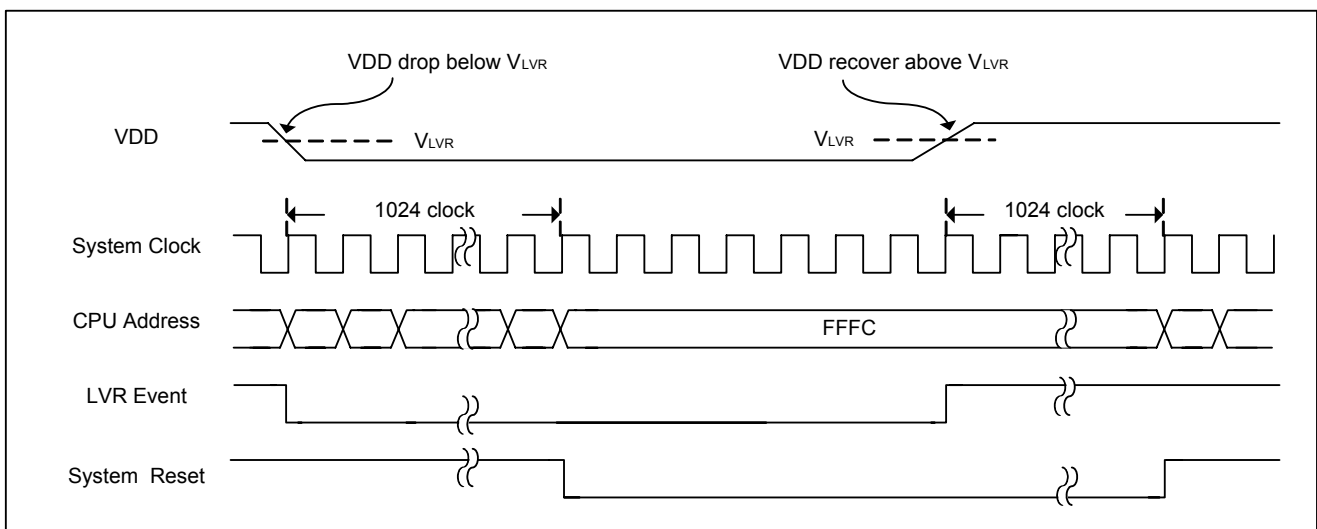 VDD drop below VLVR
VDD recover above VLVR
VDD
VLVR
VLVR
1024 clock
1024 clock
System Clock
CPU Address
FFFC
LVR Event
System Reset